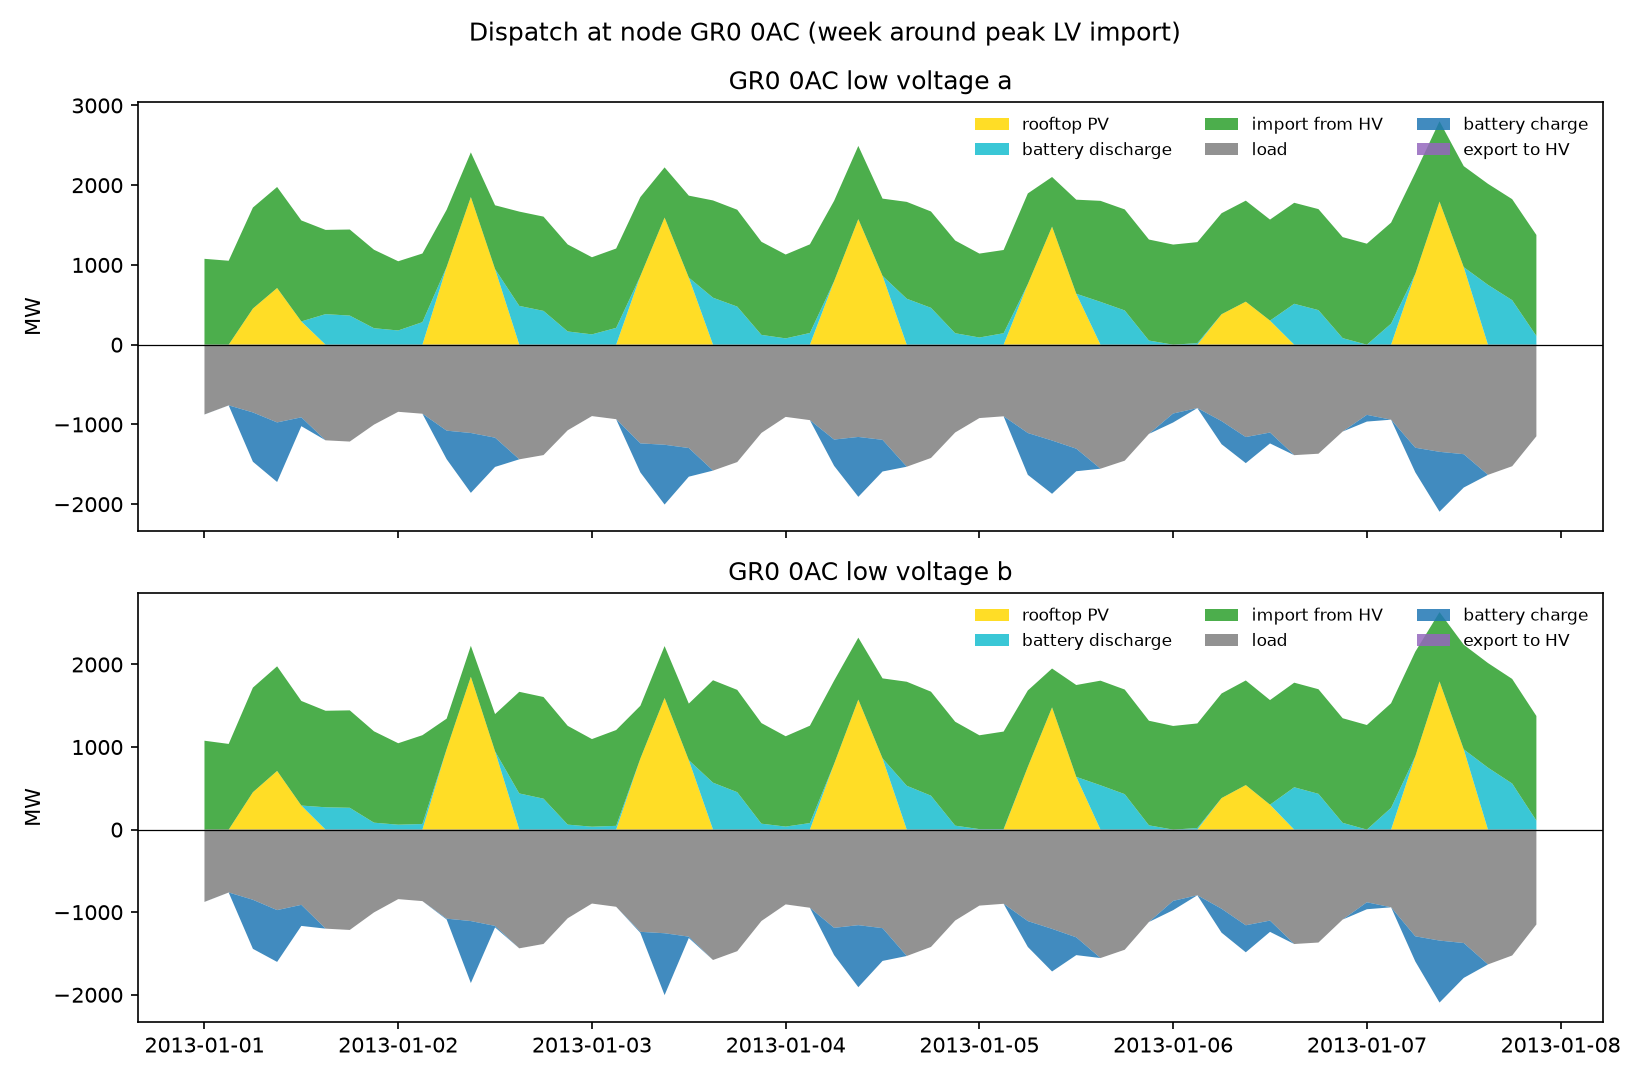 Dispatch at node GR0 0AC (week around peak LV import)
GR0 0AC low voltage a
rooftop PV import from HV battery charge
battery discharge load export to HV
MW
3000
2000
1000
0
−1000
−2000
GR0 0AC low voltage b
rooftop PV import from HV battery charge
battery discharge load export to HV
MW
2000
1000
0
−1000
−2000
2013-01-01 2013-01-02 2013-01-03 2013-01-04 2013-01-05 2013-01-06 2013-01-07 2013-01-08